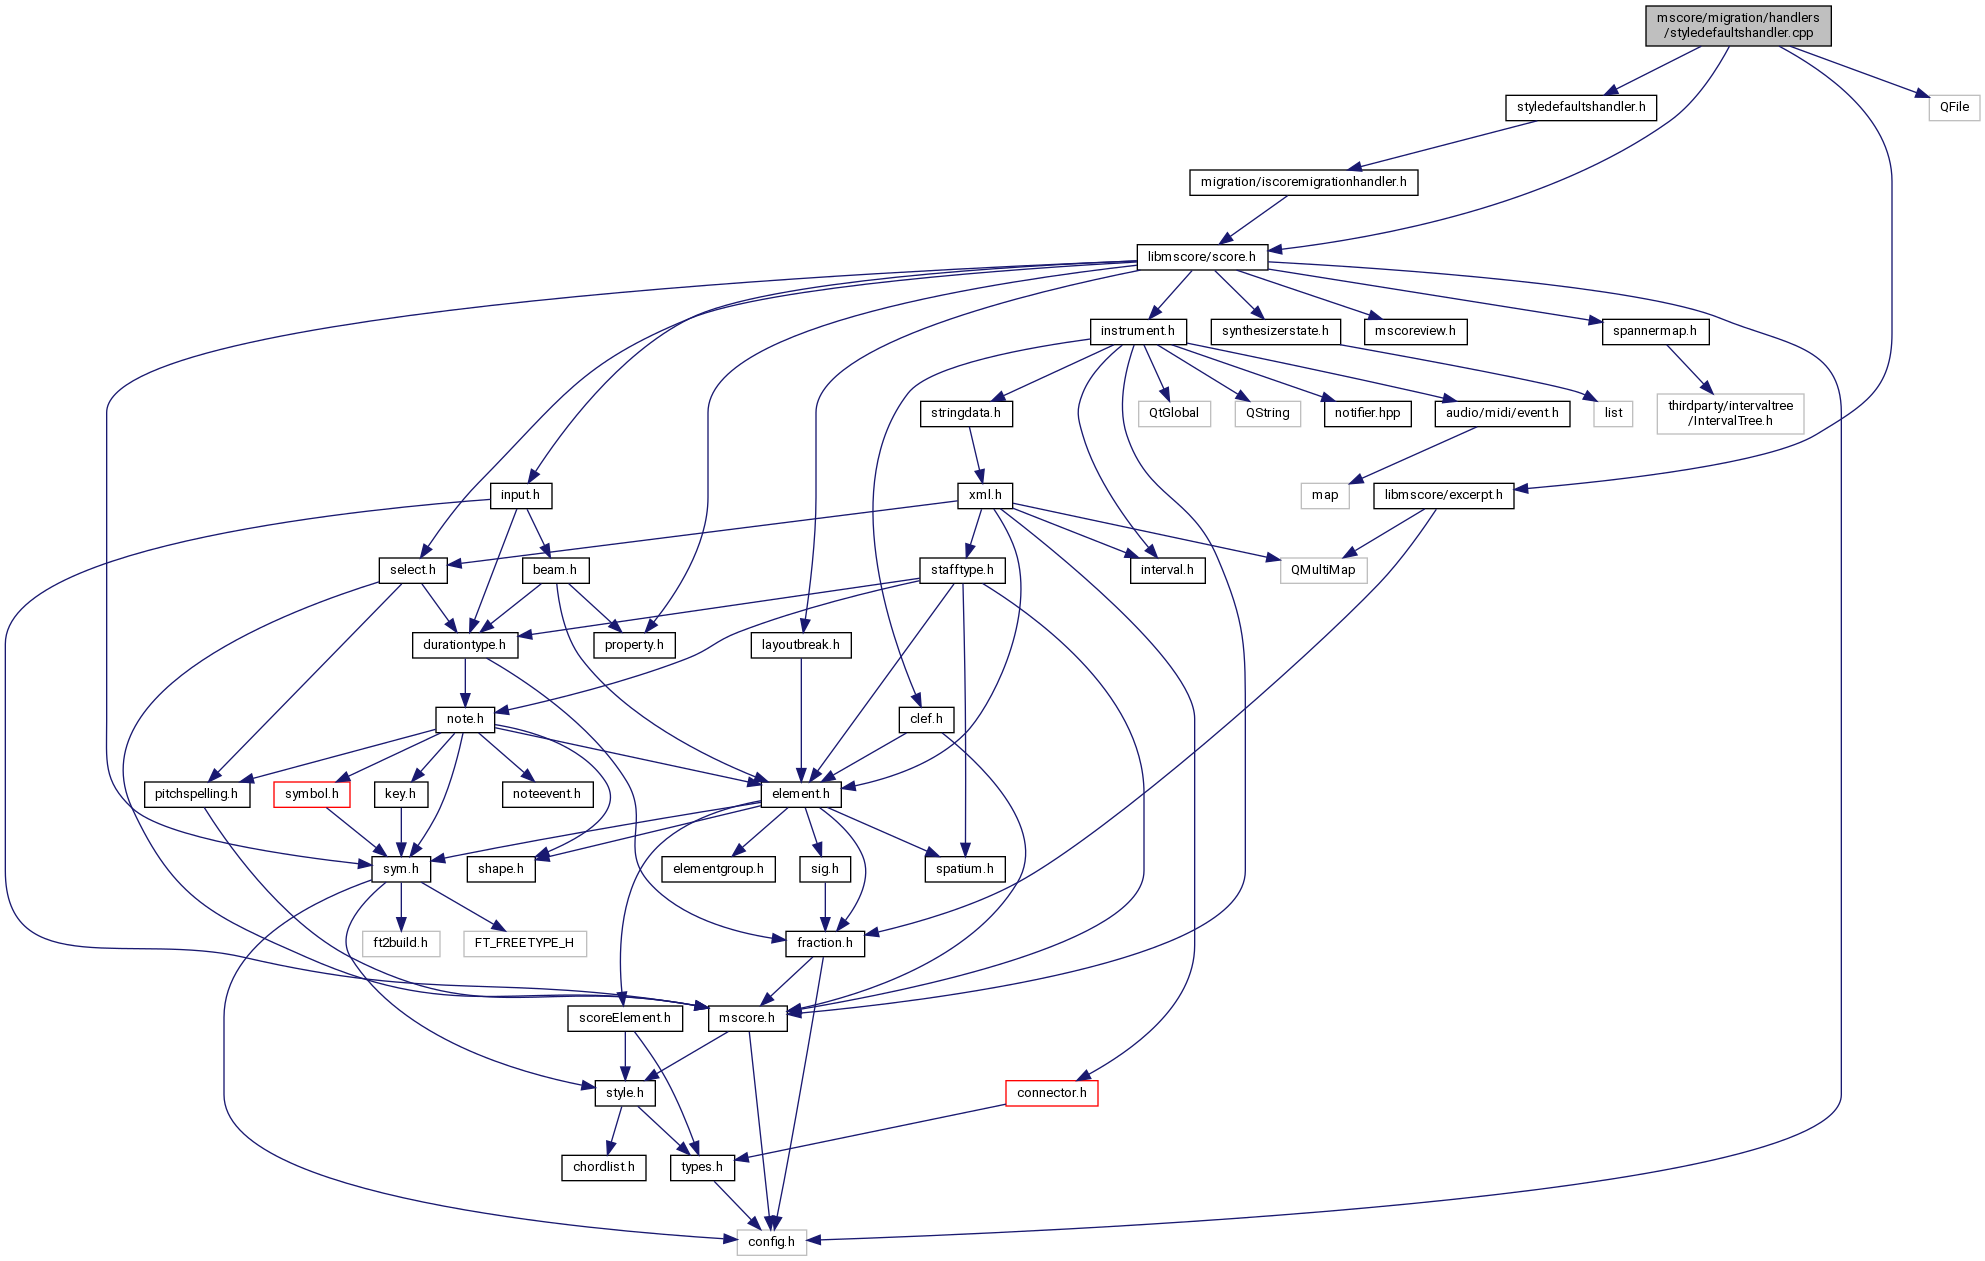 mscore/migration/handlers
/styledefaultshandler.cpp
styledefaultshandler.h
QFile
migration/iscoremigrationhandler.h
libmscore/score.h
instrument.h
synthesizerstate.h
mscoreview.h
spannermap.h
stringdata.h
QtGlobal
QString
notifier.hpp
audio/midi/event.h
list
thirdparty/intervaltree
/IntervalTree.h
input.h
xml.h
map
libmscore/excerpt.h
select.h
beam.h
stafftype.h
interval.h
QMultiMap
durationtype.h
property.h
layoutbreak.h
note.h
clef.h
pitchspelling.h
symbol.h
key.h
noteevent.h
element.h
sym.h
shape.h
elementgroup.h
sig.h
spatium.h
ft2build.h
FT_FREETYPE_H
fraction.h
scoreElement.h
mscore.h
style.h
connector.h
chordlist.h
types.h
config.h